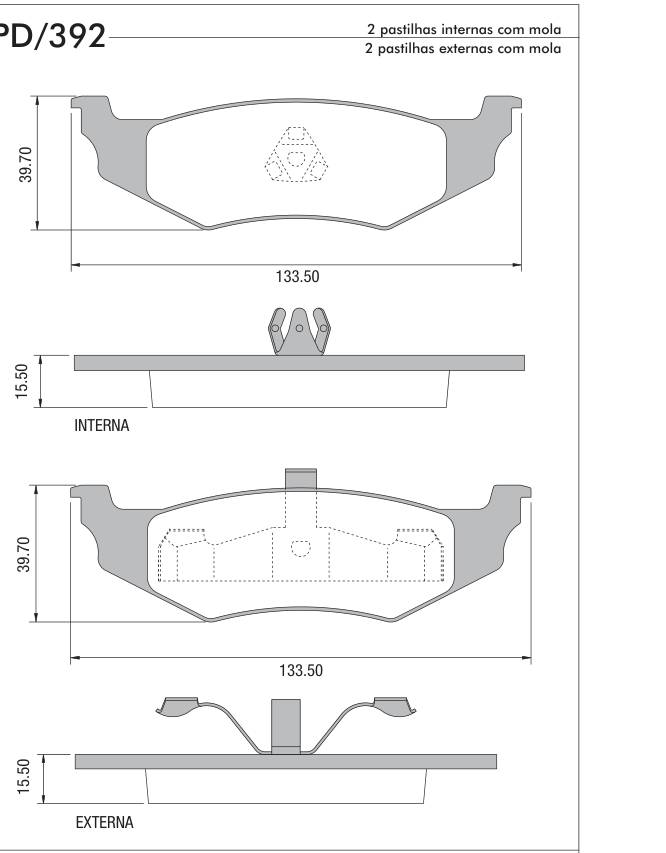 PD/392
2 pastilhas internas com mola
2 pastilhas externas com mola
39.70
133.50
15.50
INTERNA
39.70
133.50
15.50
EXTERNA